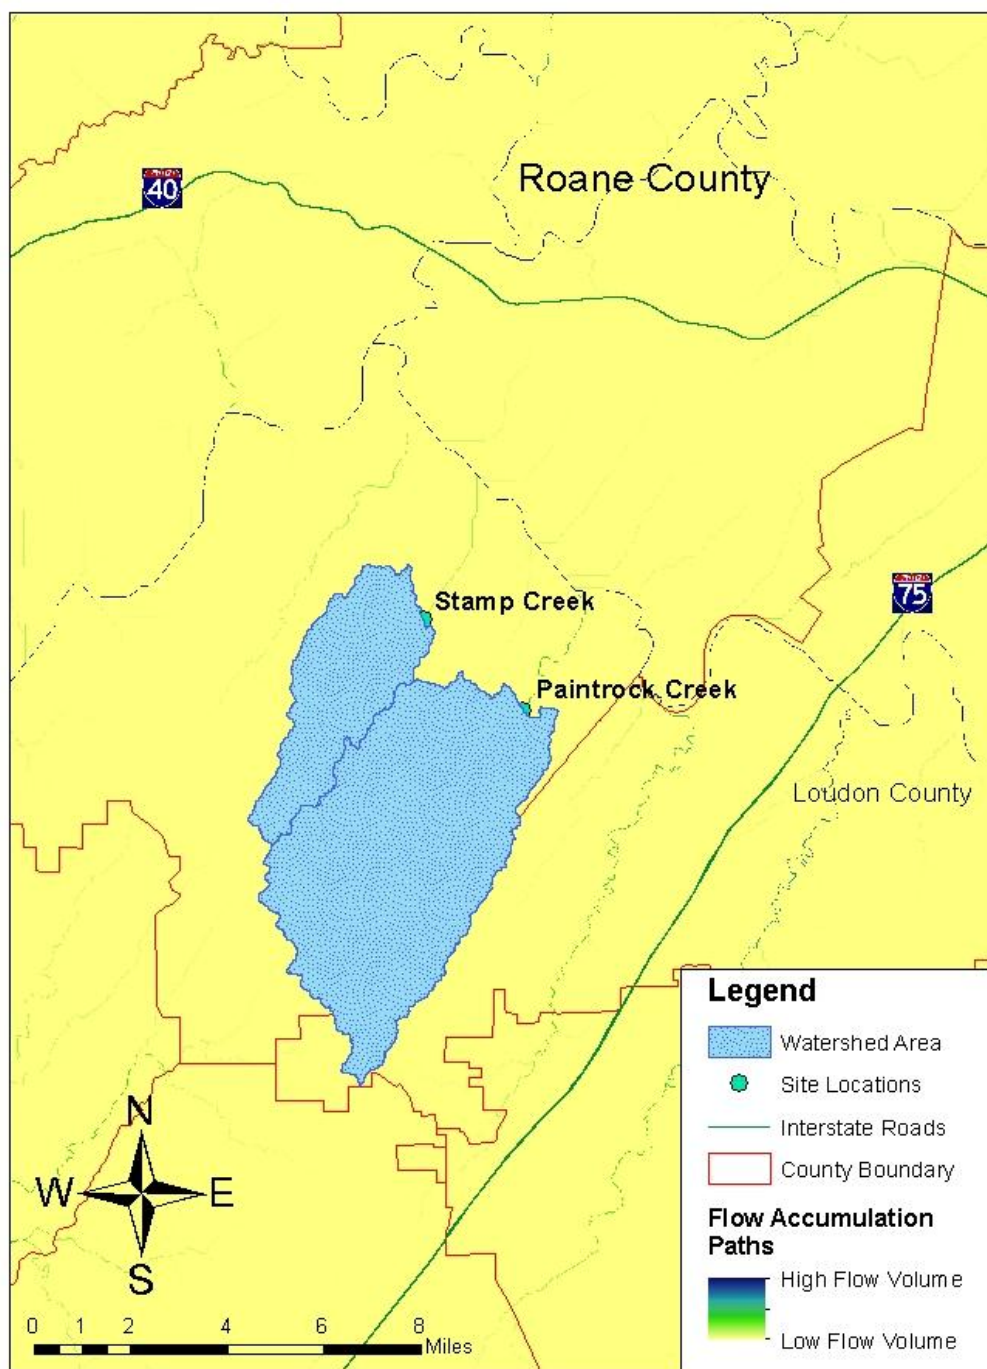 Roane County
40
75
Stamp Creek
Paintrock Creek
Loudon County
Legend
Watershed Area
Site Locations
Interstate Roads
County Boundary
Flow Accumulation
Paths
High Flow Volume
Low Flow Volume
N
W E
S
0 1 2 4 6 8
Miles